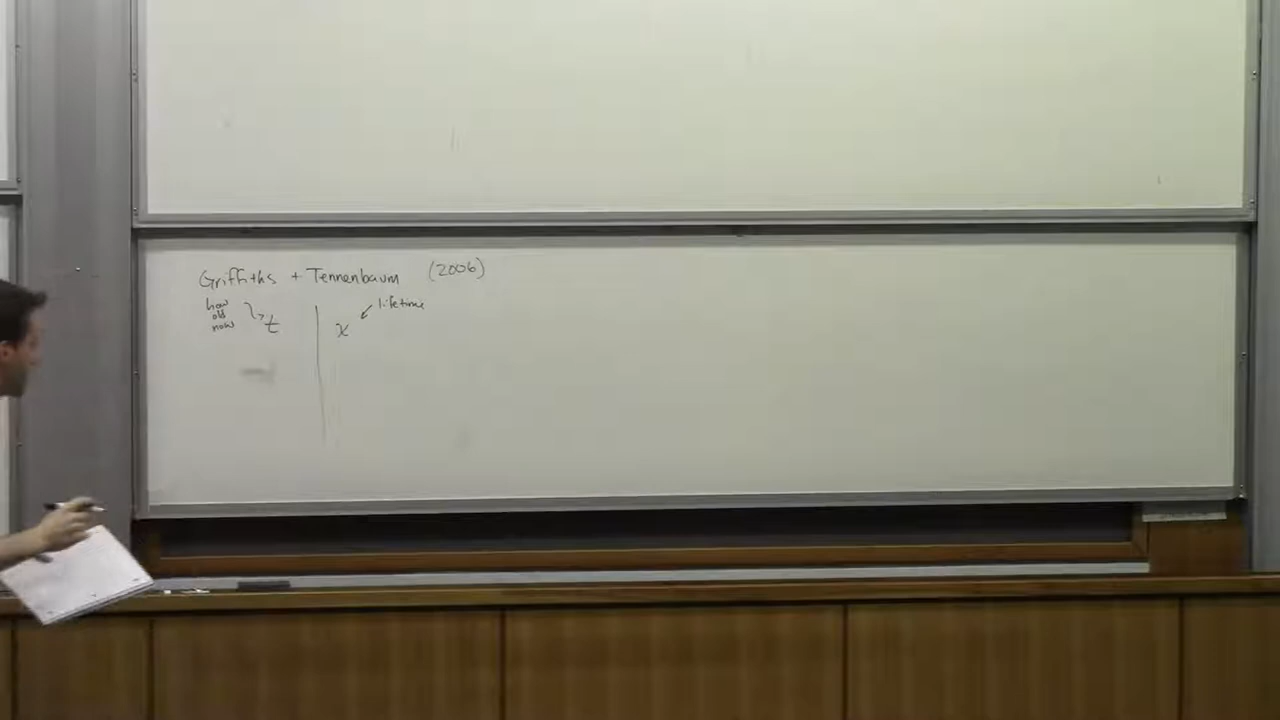 Griffiths + Tennenbaum (2006)
how
old
now
t
x
lifetime